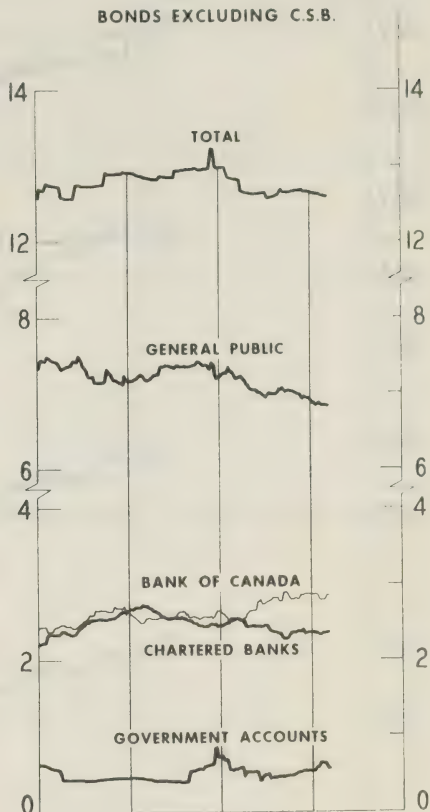 BONDS EXCLUDING C.S.B.
14 14
TOTAL
12 12
8 8
GENERAL PUBLIC
6 6
4 4
BANK OF CANADA
2 CHARTERED BANKS 2
GOVERNMENT ACCOUNTS
0 0